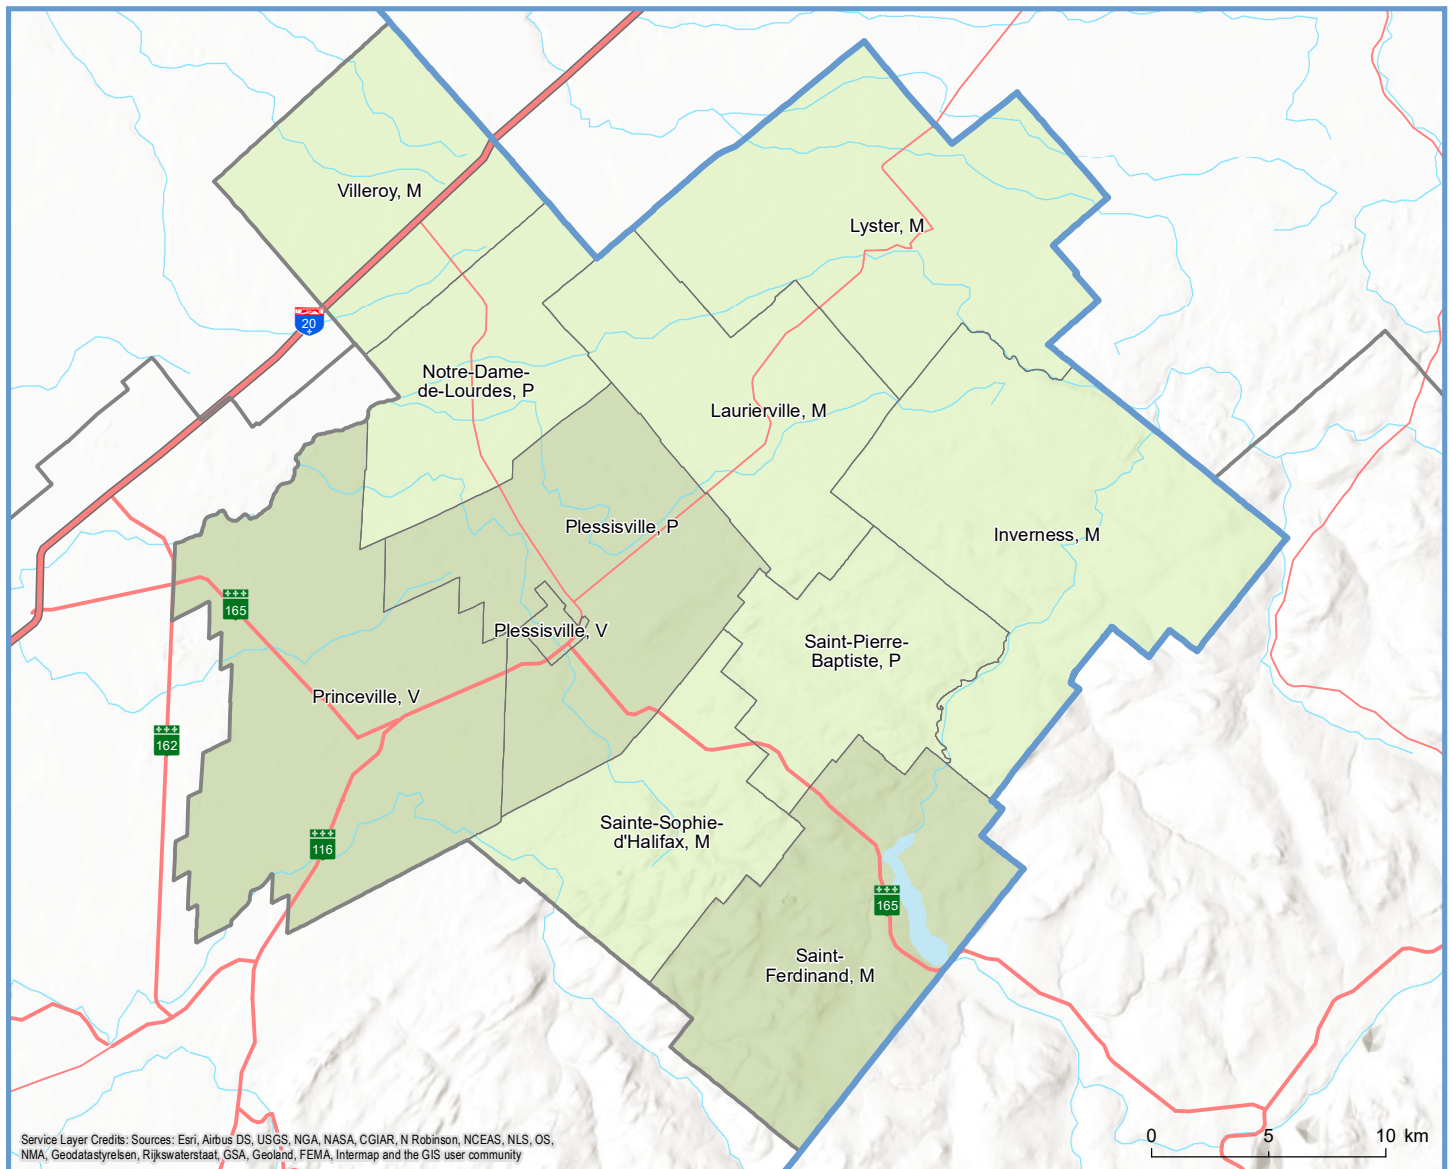 Villeroy, M
Lyster, M
20
Notre-Dame-
de-Lourdes, P
Laurierville, M
Plessisville, P
Inverness, M
165
Plessisville, V
Saint-Pierre-
Baptiste, P
Princeville, V
162
Sainte-Sophie-
d'Halifax, M
116
165
Saint-
Ferdinand, M
0 5 10 km
Service Layer Credits: Sources: Esri, Airbus DS, USGS, NGA, NASA, CGIAR, N Robinson, NCEAS, NLS, OS,
NMA, Geodatastyrelsen, Rijkswaterstaat, GSA, Geoland, FEMA, Intermap and the GIS user community